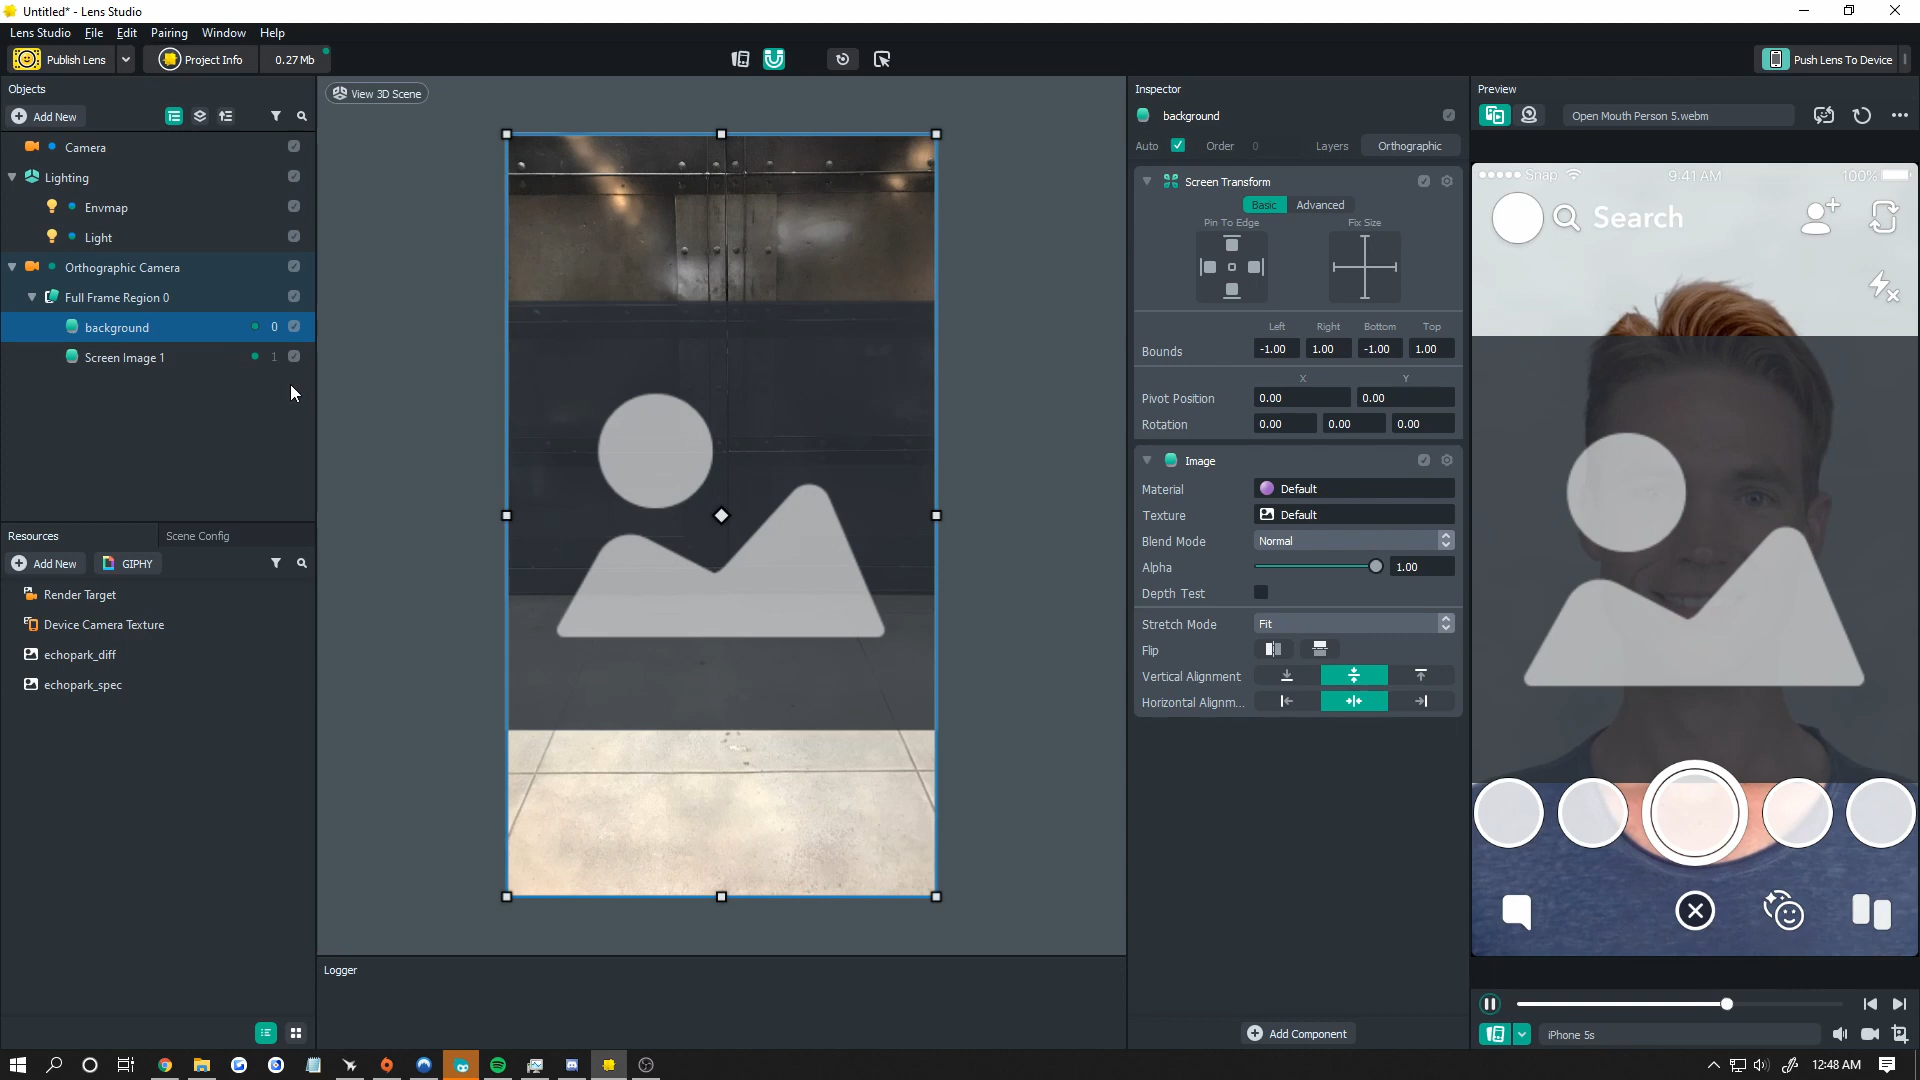 Untitled* - Lens Studio
Lens Studio File Edit Pairing Window Help
Publish Lens Project Info 0.27 Mb Push Lens To Device
Objects
Add New
Camera
Lighting
Envmap
Light
Orthographic Camera
Full Frame Region 0
background 0
Screen Image 1 1
Resources Scene Config
Add New GIPHY
Render Target
Device Camera Texture
echopark_diff
echopark_spec
View 3D Scene
Logger
Inspector
background
Auto Order 0 Layers Orthographic
Screen Transform
Basic Advanced
Pin To Edge Fix Size
Left Right Bottom Top
Bounds -1.00 1.00 -1.00 1.00
X Y
Pivot Position 0.00 0.00
Rotation 0.00 0.00 0.00
Image
Material Default
Texture Default
Blend Mode Normal
Alpha 1.00
Depth Test
Stretch Mode Fit
Flip
Vertical Alignment
Horizontal Alignm...
Add Component
Preview
Open Mouth Person 5.webm
Snap 9:41 AM 100%
Search
iPhone 5s
12:48 AM